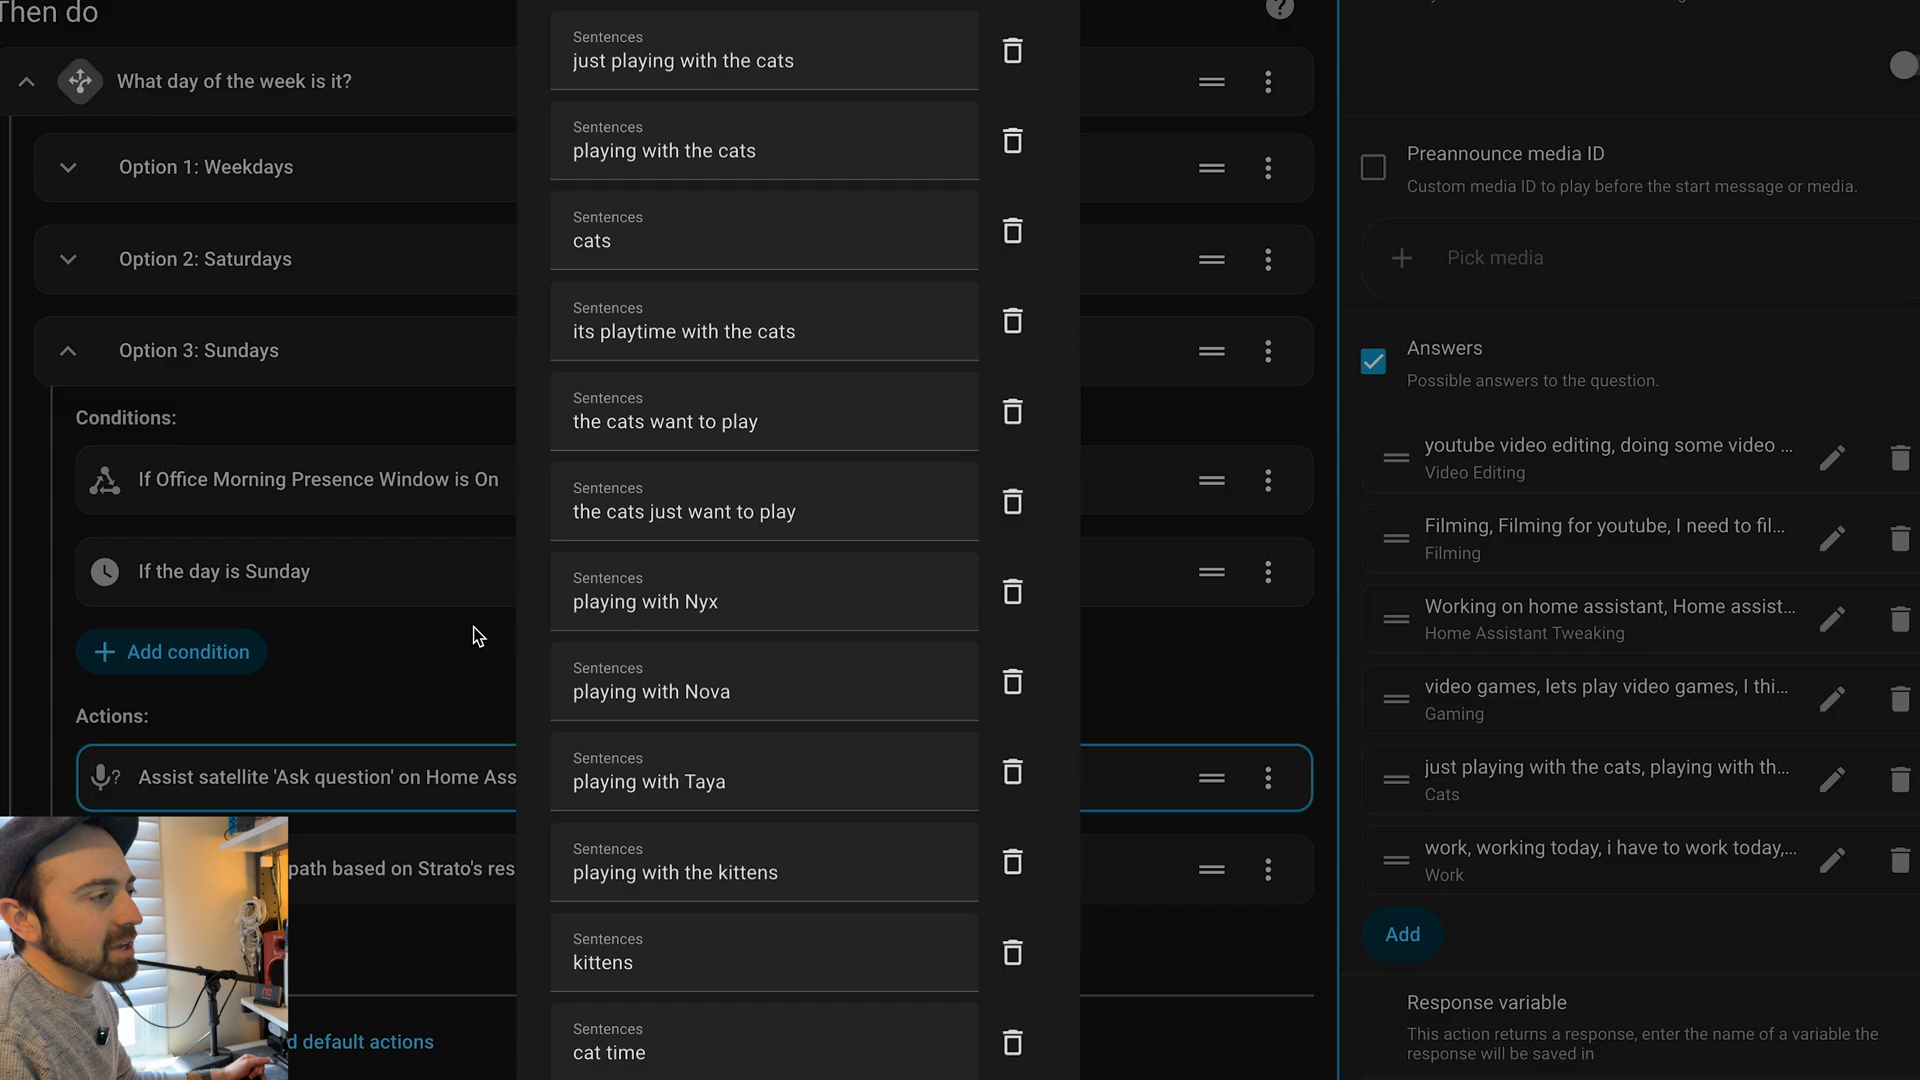 Then do
What day of the week is it?
Option 1: Weekdays
Option 2: Saturdays
Option 3: Sundays
Conditions:
If Office Morning Presence Window is On
If the day is Sunday
Add condition
Actions:
Assist satellite 'Ask question' on Home Ass
path based on Strato's res
d default actions
Sentences
just playing with the cats
Sentences
playing with the cats
Sentences
cats
Sentences
its playtime with the cats
Sentences
the cats want to play
Sentences
the cats just want to play
Sentences
playing with Nyx
Sentences
playing with Nova
Sentences
playing with Taya
Sentences
playing with the kittens
Sentences
kittens
Sentences
cat time
Preannounce media ID
Custom media ID to play before the start message or media.
Pick media
Answers
Possible answers to the question.
youtube video editing, doing some video ...
Video Editing
Filming, Filming for youtube, I need to fil...
Filming
Working on home assistant, Home assist...
Home Assistant Tweaking
video games, lets play video games, I thi...
Gaming
just playing with the cats, playing with th...
Cats
work, working today, i have to work today,...
Work
Add
Response variable
This action returns a response, enter the name of a variable the
response will be saved in